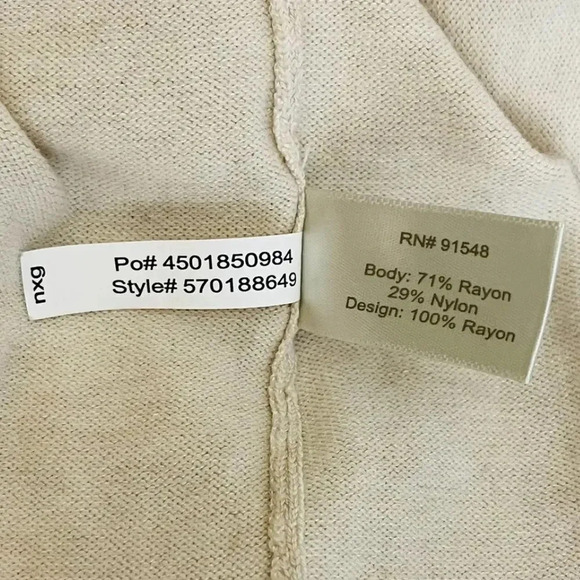 nxg
Po# 4501850984
Style# 570188649
RN# 91548
Body: 71% Rayon
29% Nylon
Design: 100% Rayon